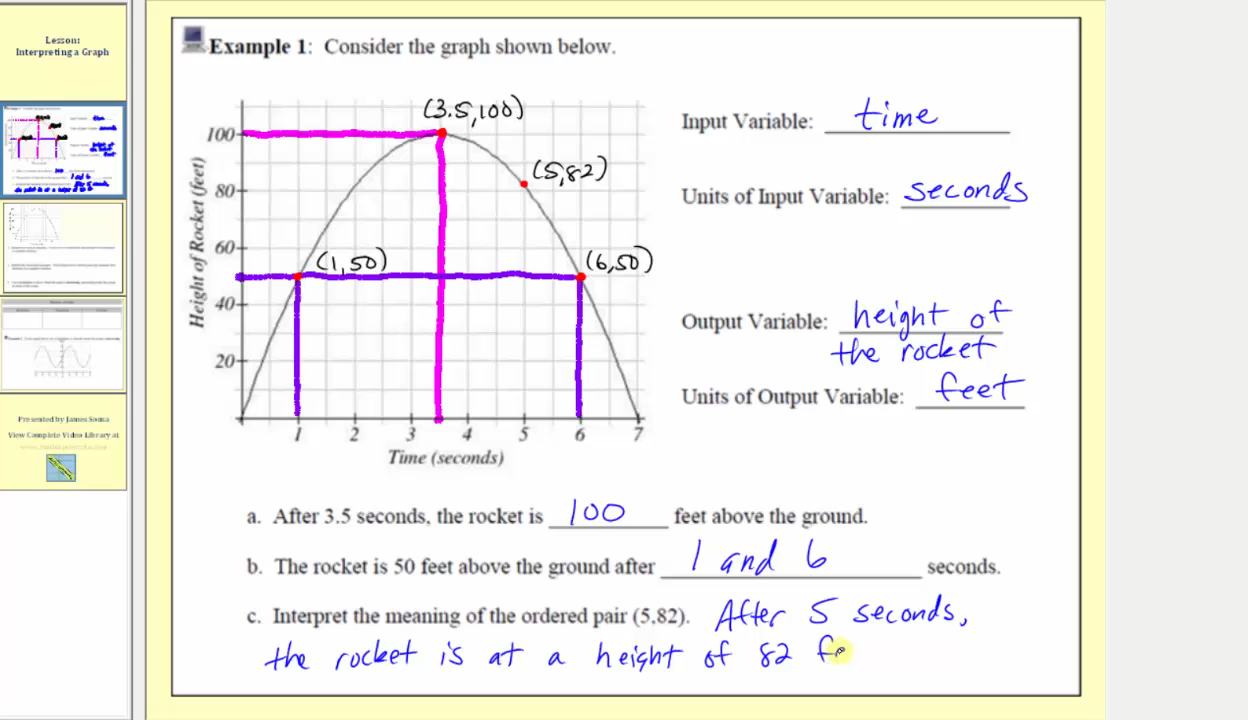 Lesson:
Interpreting a Graph
Presented by James Sousa
View Complete Video Library at
Example 1: Consider the graph shown below.
(3.5,100)
(5,82)
(1,50)
(6,50)
Height of Rocket (feet)
100
80
60
40
20
1 2 3 4 5 6 7
Time (seconds)
Input Variable: time
Units of Input Variable: seconds
Output Variable: height of
the rocket
Units of Output Variable: feet
a. After 3.5 seconds, the rocket is 100 feet above the ground.
b. The rocket is 50 feet above the ground after 1 and 6 seconds.
c. Interpret the meaning of the ordered pair (5,82). After 5 seconds,
the rocket is at a height of 82 fe